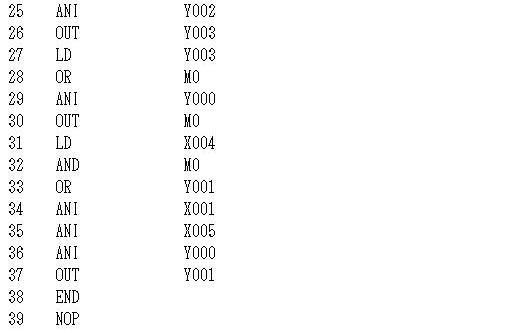 25 ANI Y002
26 OUT Y003
27 LD Y003
28 OR M0
29 ANI Y000
30 OUT M0
31 LD X004
32 AND M0
33 OR Y001
34 ANI X001
35 ANI X005
36 ANI Y000
37 OUT Y001
38 END
39 NOP